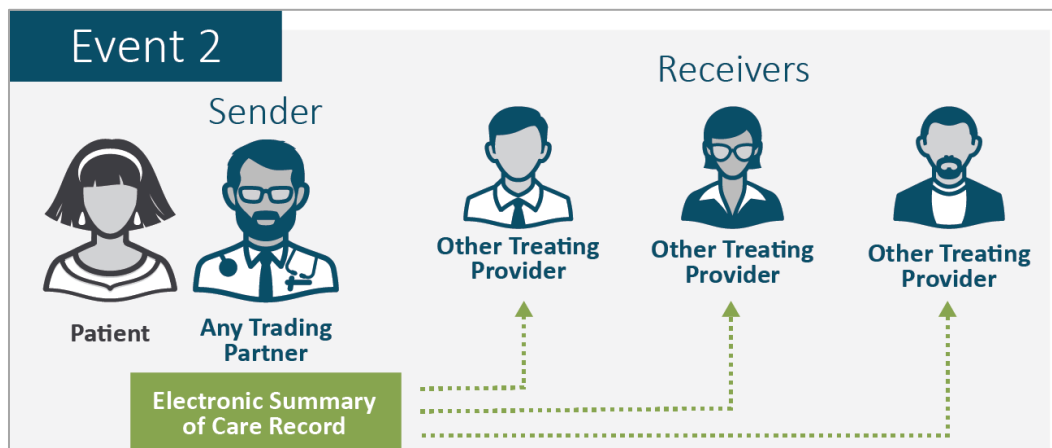 Event 2
Sender
Receivers
Patient
Any Trading
Partner
Other Treating
Provider
Other Treating
Provider
Other Treating
Provider
Electronic Summary
of Care Record